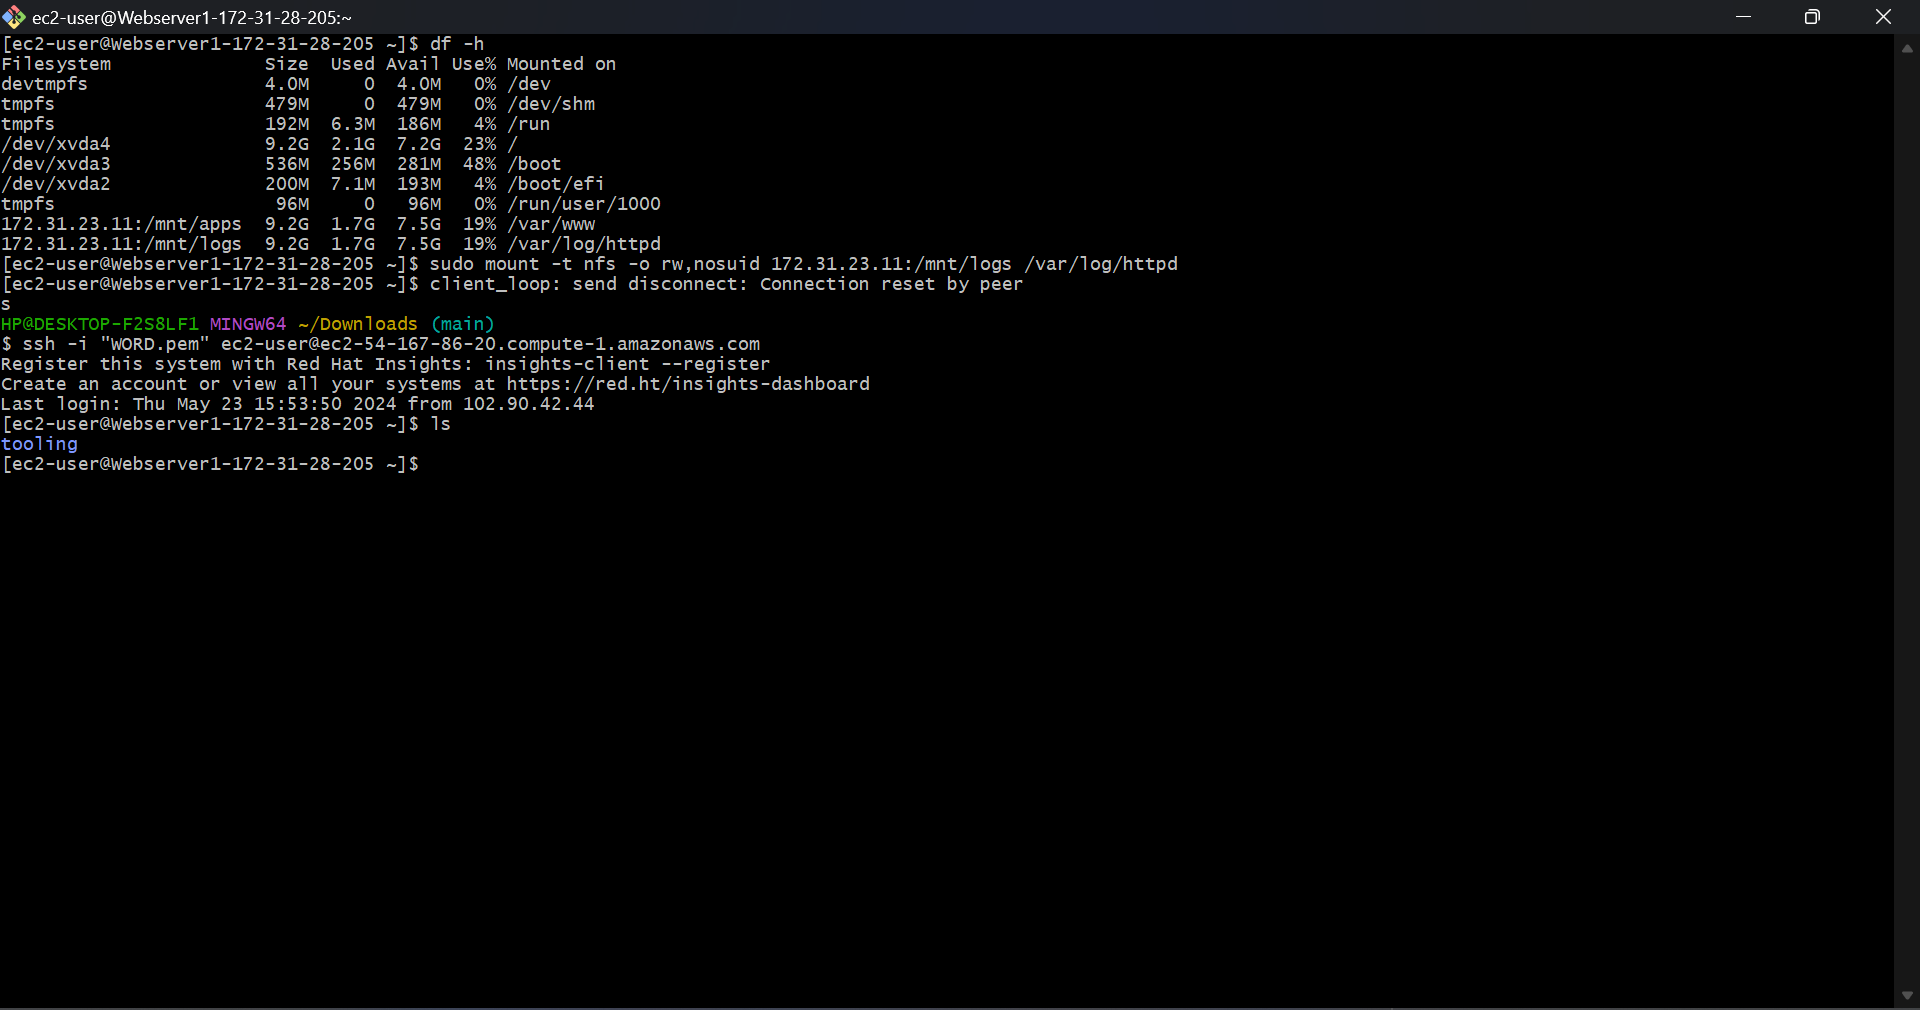 ec2-user@Webserver1-172-31-28-205:~
[ec2-user@Webserver1-172-31-28-205 ~]$ df -h
Filesystem              Size  Used Avail Use% Mounted on
devtmpfs                4.0M     0  4.0M   0% /dev
tmpfs                   479M     0  479M   0% /dev/shm
tmpfs                   192M  6.3M  186M   4% /run
/dev/xvda4              9.2G  2.1G  7.2G  23% /
/dev/xvda3              536M  256M  281M  48% /boot
/dev/xvda2              200M  7.1M  193M   4% /boot/efi
tmpfs                    96M     0   96M   0% /run/user/1000
172.31.23.11:/mnt/apps  9.2G  1.7G  7.5G  19% /var/www
172.31.23.11:/mnt/logs  9.2G  1.7G  7.5G  19% /var/log/httpd
[ec2-user@Webserver1-172-31-28-205 ~]$ sudo mount -t nfs -o rw,nosuid 172.31.23.11:/mnt/logs /var/log/httpd
[ec2-user@Webserver1-172-31-28-205 ~]$ client_loop: send disconnect: Connection reset by peer
s
HP@DESKTOP-F2S8LF1 MINGW64 ~/Downloads (main)
$ ssh -i "WORD.pem" ec2-user@ec2-54-167-86-20.compute-1.amazonaws.com
Register this system with Red Hat Insights: insights-client --register
Create an account or view all your systems at https://red.ht/insights-dashboard
Last login: Thu May 23 15:53:50 2024 from 102.90.42.44
[ec2-user@Webserver1-172-31-28-205 ~]$ ls
tooling
[ec2-user@Webserver1-172-31-28-205 ~]$